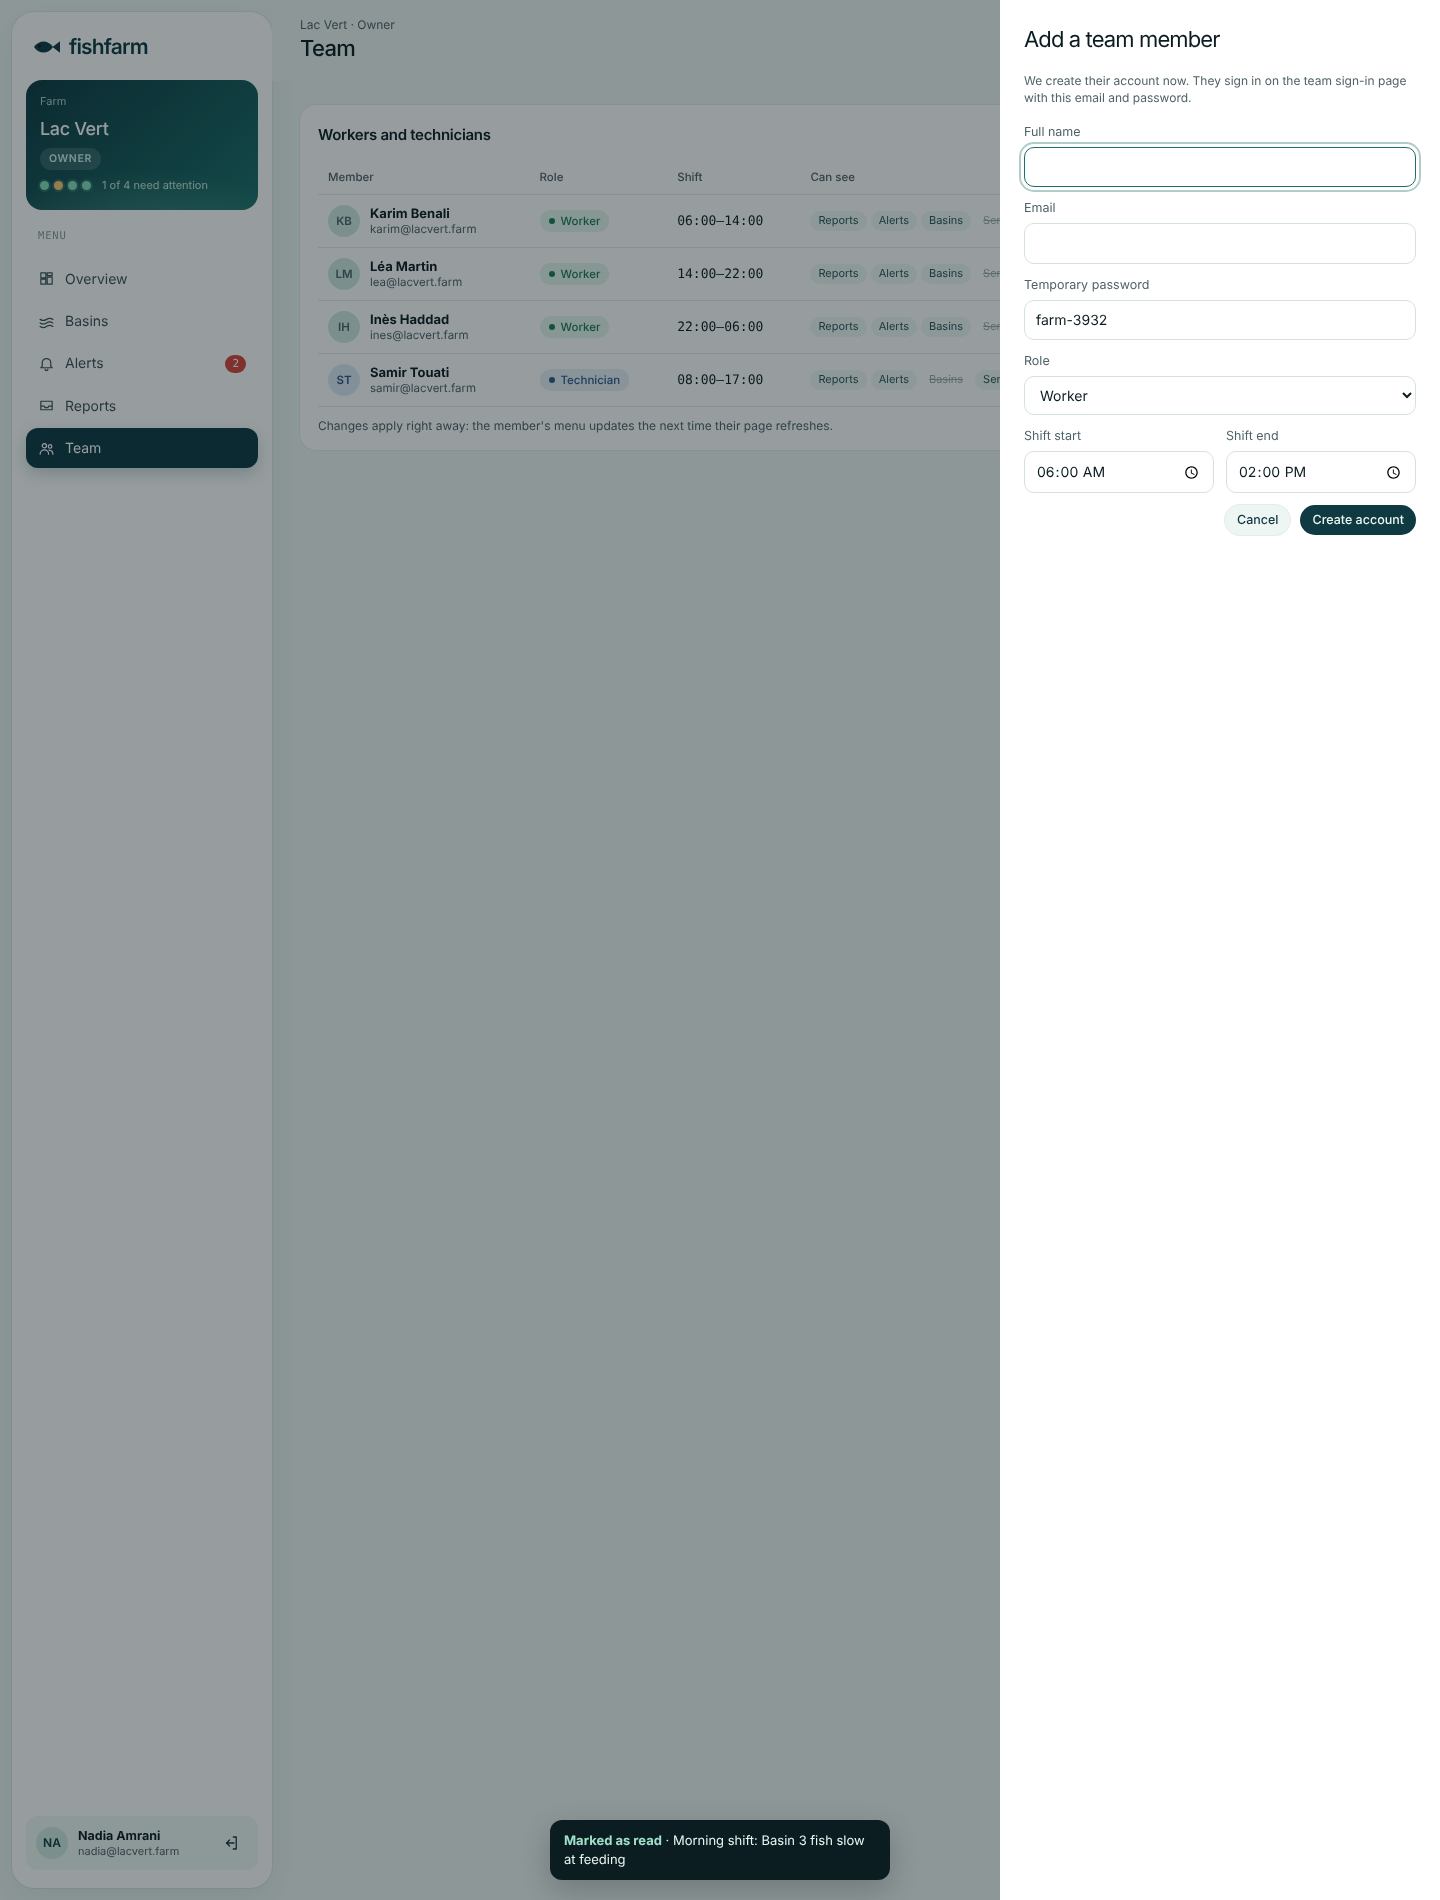 fishfarm
Farm
Lac Vert
OWNER
1 of 4 need attention
MENU
Overview
Basins
Alerts 2
Reports
Team
NA Nadia Amrani
nadia@lacvert.farm
Lac Vert · Owner
Team
Workers and technicians
Member Role Shift Can see
KB Karim Benali Worker 06:00–14:00 Reports Alerts Basins
karim@lacvert.farm
LM Léa Martin Worker 14:00–22:00 Reports Alerts Basins
lea@lacvert.farm
IH Inès Haddad Worker 22:00–06:00 Reports Alerts Basins
ines@lacvert.farm
ST Samir Touati Technician 08:00–17:00 Reports Alerts Basins
samir@lacvert.farm
Changes apply right away: the member's menu updates the next time their page refreshes.
Marked as read · Morning shift: Basin 3 fish slow
at feeding
Add a team member
We create their account now. They sign in on the team sign-in page
with this email and password.
Full name
Email
Temporary password
farm-3932
Role
Worker
Shift start Shift end
06:00 AM 02:00 PM
Cancel Create account